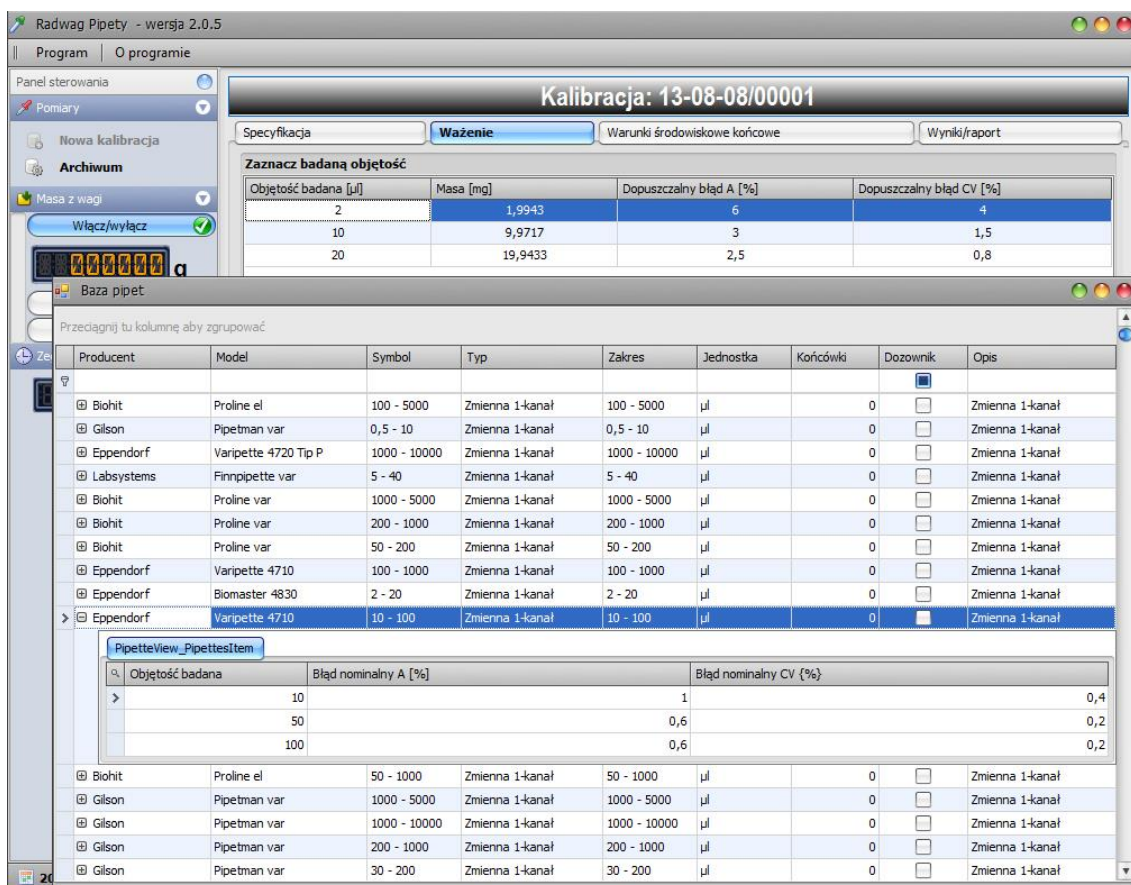 Radwag Pipety - wersja 2.0.5
Program O programie
Panel sterowania
Pomiary
Nowa kalibracja
Archiwum
Masa z wagi
Włącz/wyłącz
g
Kalibracja: 13-08-08/00001
Specyfikacja Ważenie Warunki środowiskowe końcowe Wyniki/raport
Zaznacz badaną objętość
Objętość badana [µl] Masa [mg] Dopuszczalny błąd A [%] Dopuszczalny błąd CV [%]
2 1,9943 6 4
10 9,9717 3 1,5
20 19,9433 2,5 0,8
Baza pipet
Przeciągnij tu kolumnę aby zgrupować
Producent Model Symbol Typ Zakres Jednostka Końcówki Dozownik Opis
Biohit Proline el 100 - 5000 Zmienna 1-kanał 100 - 5000 µl 0 Zmienna 1-kanał
Gilson Pipetman var 0,5 - 10 Zmienna 1-kanał 0,5 - 10 µl 0 Zmienna 1-kanał
Eppendorf Varipette 4720 Tip P 1000 - 10000 Zmienna 1-kanał 1000 - 10000 µl 0 Zmienna 1-kanał
Labsystems Finnpipette var 5 - 40 Zmienna 1-kanał 5 - 40 µl 0 Zmienna 1-kanał
Biohit Proline var 1000 - 5000 Zmienna 1-kanał 1000 - 5000 µl 0 Zmienna 1-kanał
Biohit Proline var 200 - 1000 Zmienna 1-kanał 200 - 1000 µl 0 Zmienna 1-kanał
Biohit Proline var 50 - 200 Zmienna 1-kanał 50 - 200 µl 0 Zmienna 1-kanał
Eppendorf Varipette 4710 100 - 1000 Zmienna 1-kanał 100 - 1000 µl 0 Zmienna 1-kanał
Eppendorf Biomaster 4830 2 - 20 Zmienna 1-kanał 2 - 20 µl 0 Zmienna 1-kanał
Eppendorf Varipette 4710 10 - 100 Zmienna 1-kanał 10 - 100 µl 0 Zmienna 1-kanał
PipetteView_PipettesItem
Objętość badana Błąd nominalny A [%] Błąd nominalny CV {%}
10 1 0,4
50 0,6 0,2
100 0,6 0,2
Biohit Proline el 50 - 1000 Zmienna 1-kanał 50 - 1000 µl 0 Zmienna 1-kanał
Gilson Pipetman var 1000 - 5000 Zmienna 1-kanał 1000 - 5000 µl 0 Zmienna 1-kanał
Gilson Pipetman var 1000 - 10000 Zmienna 1-kanał 1000 - 10000 µl 0 Zmienna 1-kanał
Gilson Pipetman var 200 - 1000 Zmienna 1-kanał 200 - 1000 µl 0 Zmienna 1-kanał
Gilson Pipetman var 30 - 200 Zmienna 1-kanał 30 - 200 µl 0 Zmienna 1-kanał